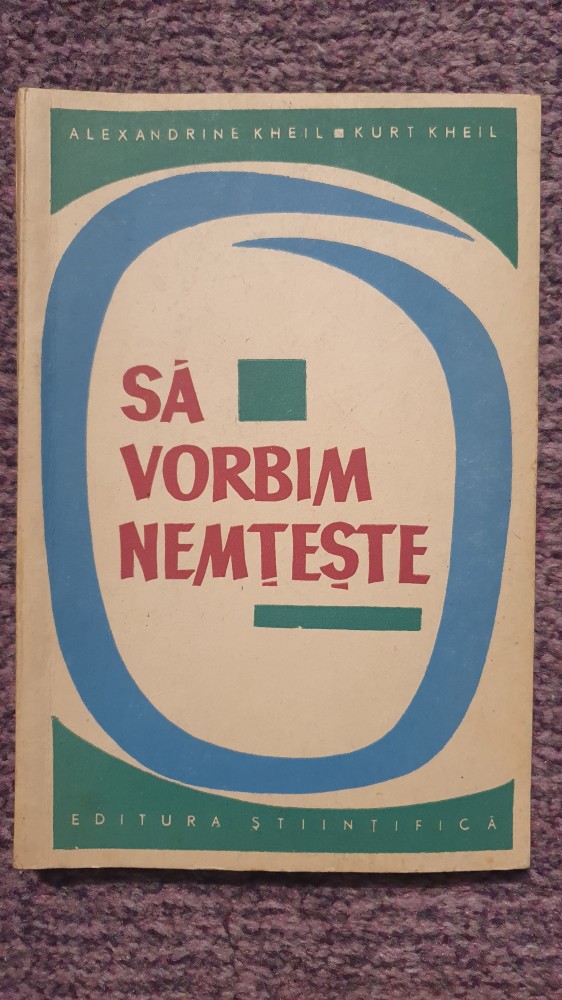 ALEXANDRINE KHEIL ■ KURT KHEIL
SĂ
VORBIM
NEMȚEȘTE
EDITURA ȘTIINȚIFICĂ